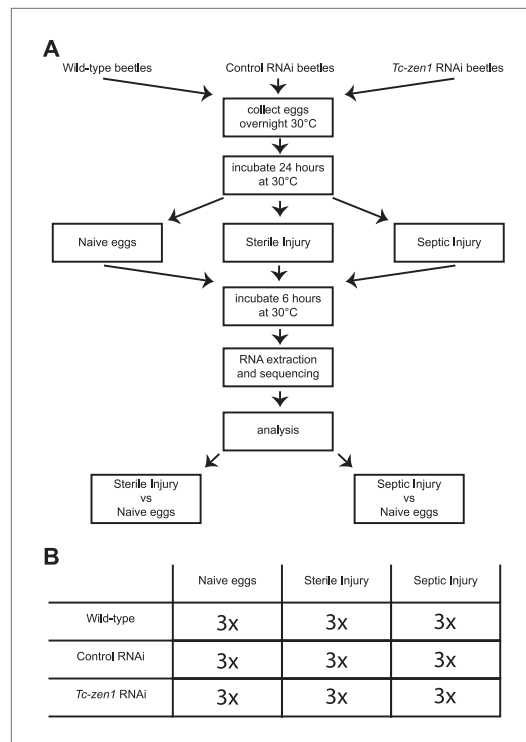 A
Wild-type beetles Control RNAi beetles Tc-zen1 RNAi beetles
collect eggs
overnight 30°C
incubate 24 hours
at 30°C
Naive eggs Sterile Injury Septic Injury
incubate 6 hours
at 30°C
RNA extraction
and sequencing
analysis
Sterile Injury
vs
Naive eggs
Septic Injury
vs
Naive eggs
B
Naive eggs Sterile Injury Septic Injury
Wild-type 3x 3x 3x
Control RNAi 3x 3x 3x
Tc-zen1 RNAi 3x 3x 3x